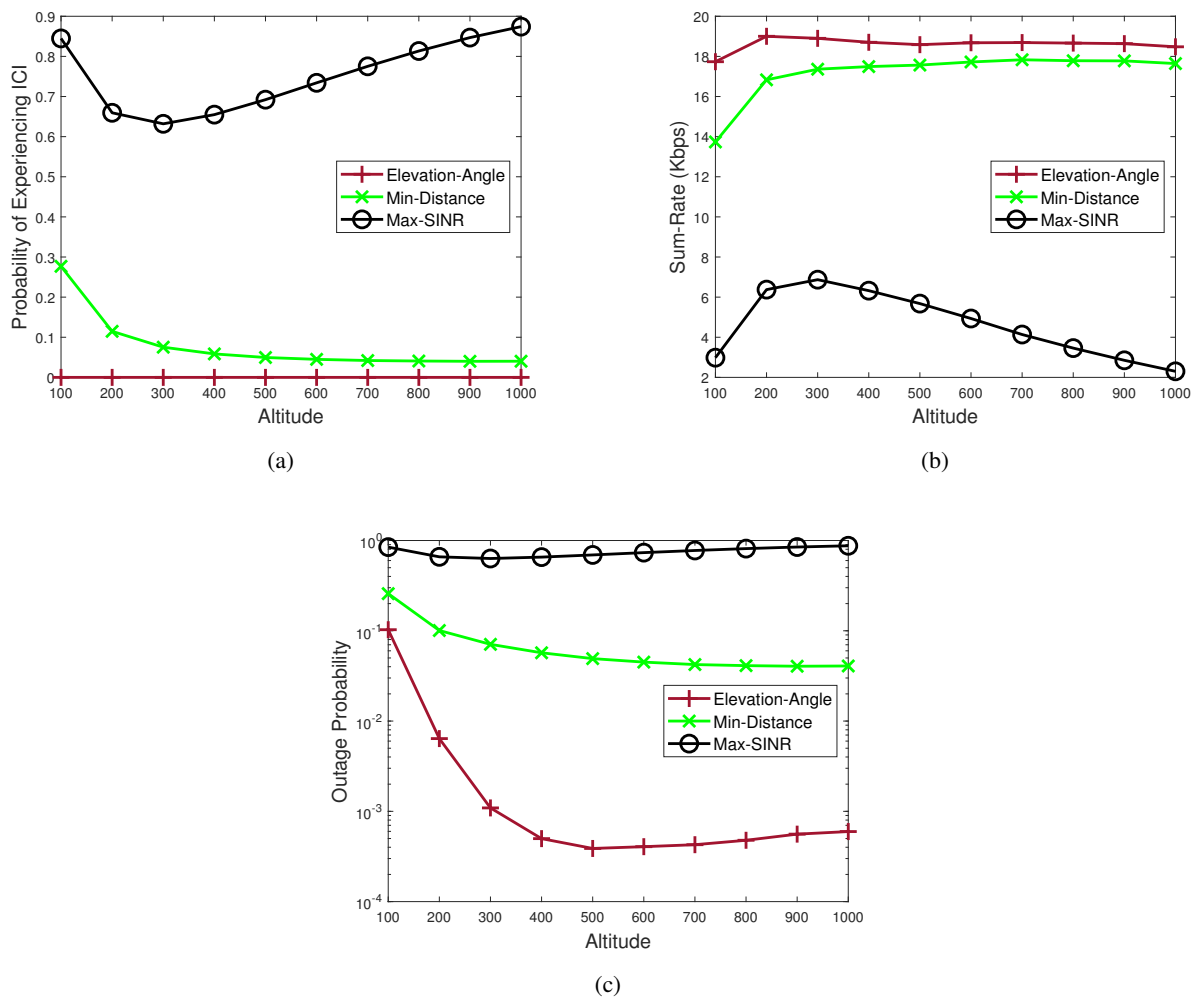 0.9
0.8
0.7
0.6
0.5
0.4
0.3
0.2
0.1
0
100 200 300 400 500 600 700 800 900 1000
Altitude
Probability of Experiencing ICI
Elevation-Angle
Min-Distance
Max-SINR
(a)
20
18
16
14
12
10
8
6
4
2
100 200 300 400 500 600 700 800 900 1000
Altitude
Sum-Rate (Kbps)
Elevation-Angle
Min-Distance
Max-SINR
(b)
10^0
10^-1
10^-2
10^-3
10^-4
100 200 300 400 500 600 700 800 900 1000
Altitude
Outage Probability
Elevation-Angle
Min-Distance
Max-SINR
(c)